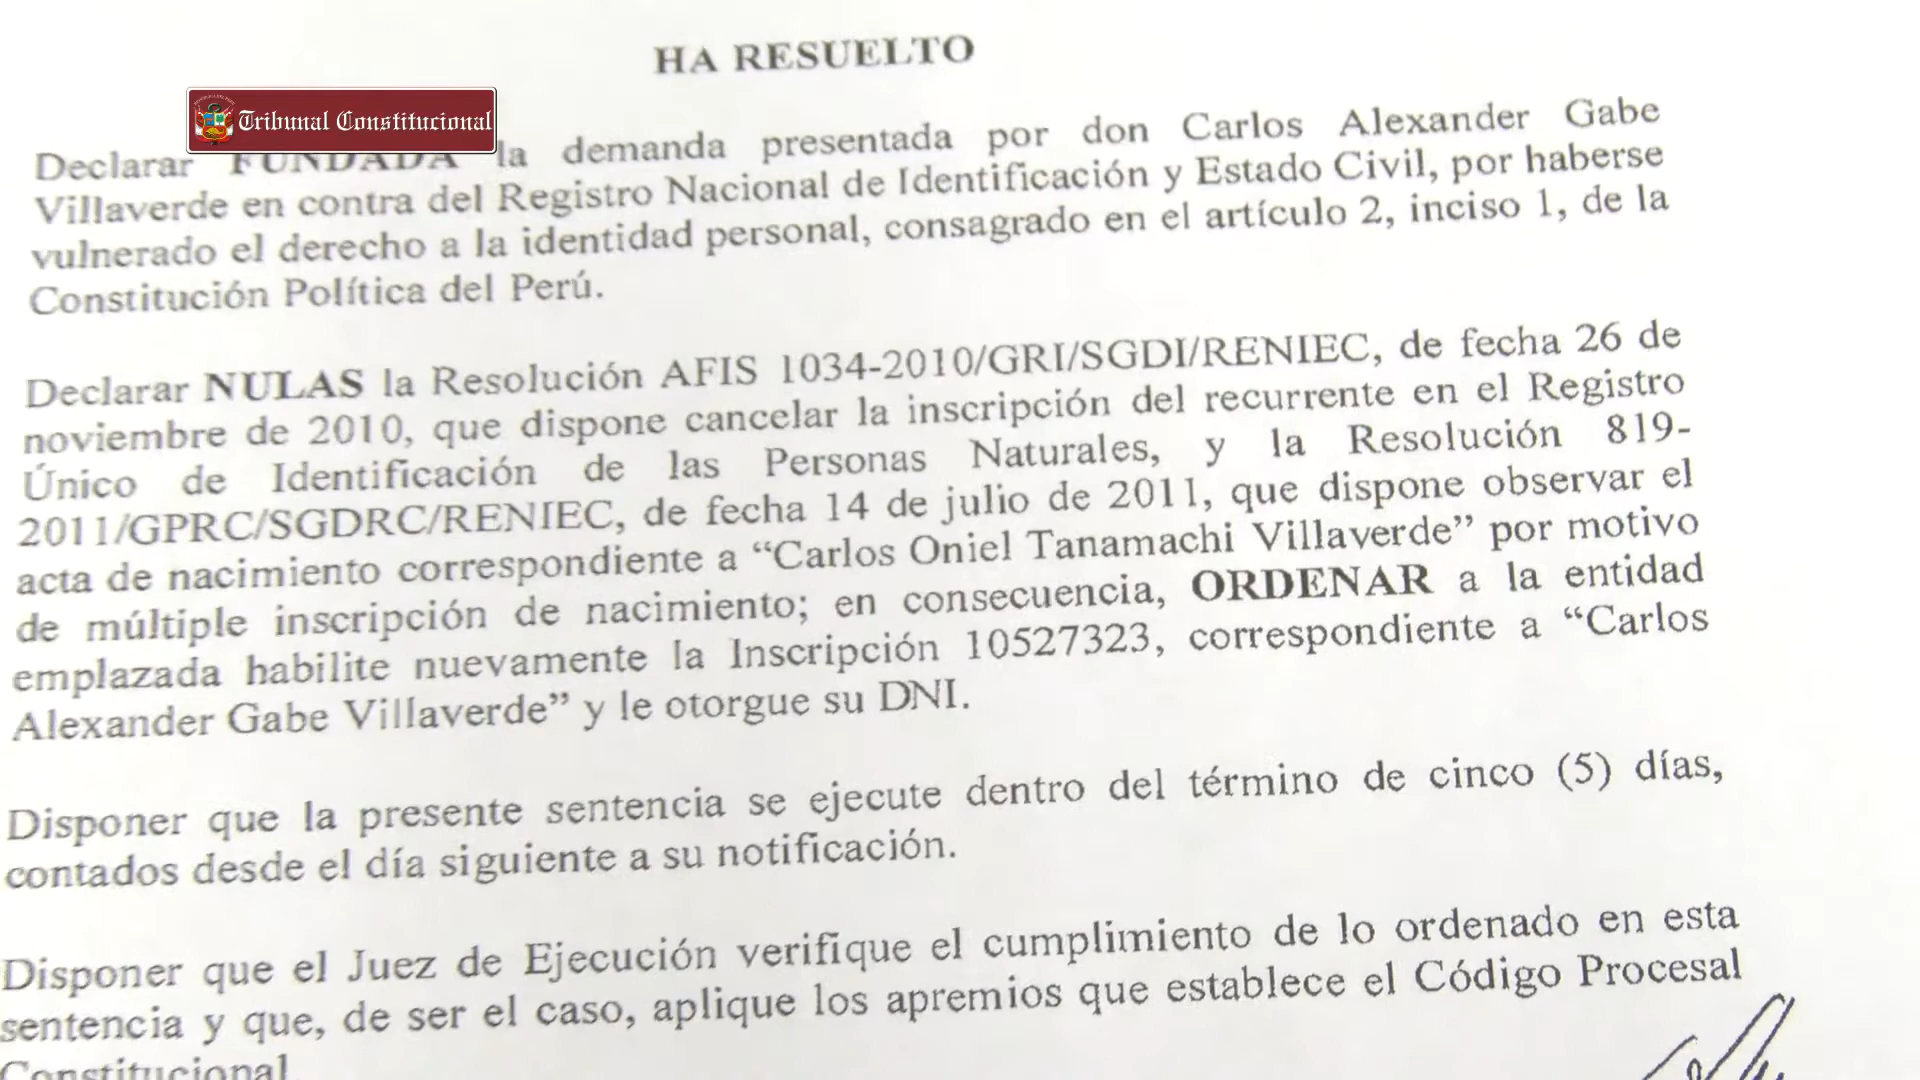 HA RESUELTO
Tribunal Constitucional
Declarar FUNDADA la demanda presentada por don Carlos Alexander Gabe
Villaverde en contra del Registro Nacional de Identificación y Estado Civil, por haberse
vulnerado el derecho a la identidad personal, consagrado en el artículo 2, inciso 1, de la
Constitución Política del Perú.
Declarar NULAS la Resolución AFIS 1034-2010/GRI/SGDI/RENIEC, de fecha 26 de
noviembre de 2010, que dispone cancelar la inscripción del recurrente en el Registro
Único de Identificación de las Personas Naturales, y la Resolución 819-
2011/GPRC/SGDRC/RENIEC, de fecha 14 de julio de 2011, que dispone observar el
acta de nacimiento correspondiente a “Carlos Oniel Tanamachi Villaverde” por motivo
de múltiple inscripción de nacimiento; en consecuencia, ORDENAR a la entidad
emplazada habilite nuevamente la Inscripción 10527323, correspondiente a “Carlos
Alexander Gabe Villaverde” y le otorgue su DNI.
Disponer que la presente sentencia se ejecute dentro del término de cinco (5) días,
contados desde el día siguiente a su notificación.
Disponer que el Juez de Ejecución verifique el cumplimiento de lo ordenado en esta
sentencia y que, de ser el caso, aplique los apremios que establece el Código Procesal
Constitucional.